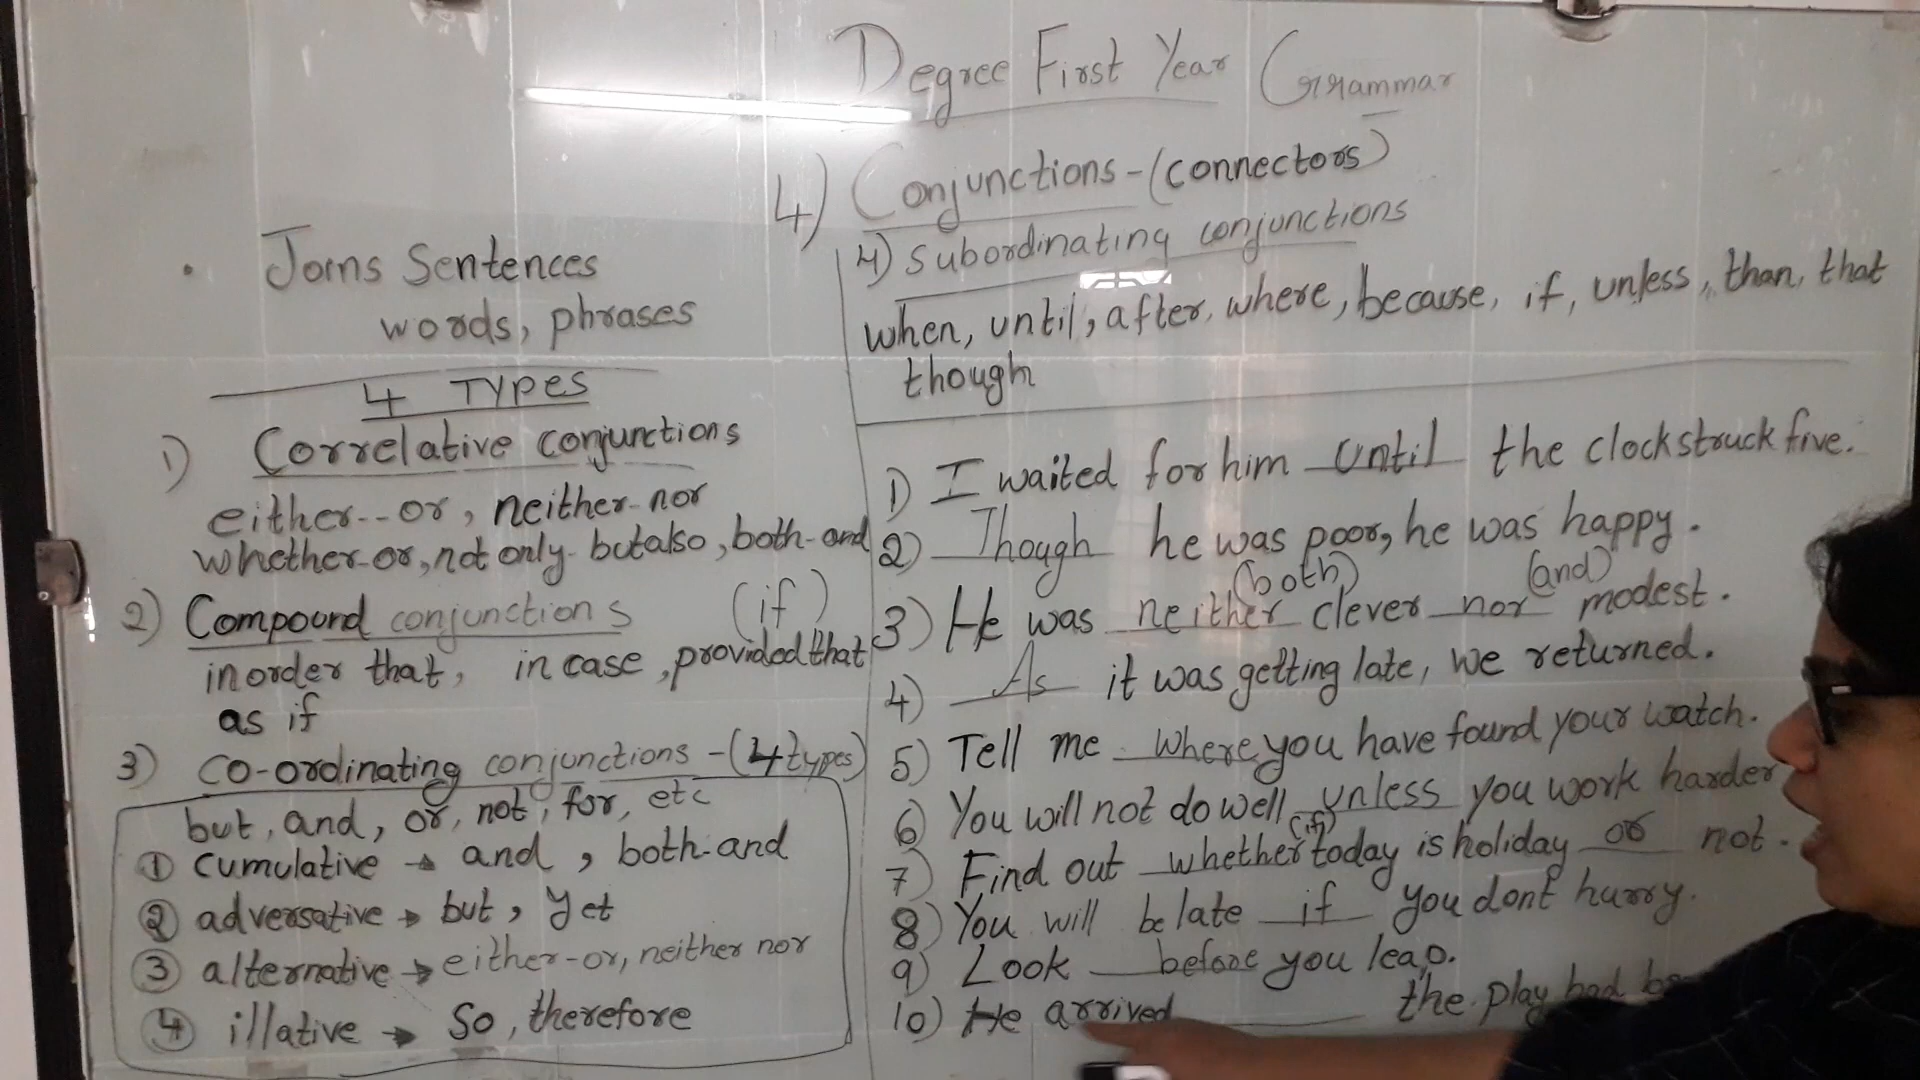 Degree First Year Grammar
4) Conjunctions - (connectors)
. Joins Sentences
words, phrases
4 TYPES
1) Correlative conjunctions
either--or, neither-nor
whether-or, not only-but also, both-and
2) Compound conjunctions (if)
inorder that, in case, provided that
as if
3) co-ordinating conjunctions - (4 types)
but, and, or, not, for, etc
① cumulative → and, both-and
② adversative → but, yet
③ alternative → either-or, neither nor
④ illative → So, therefore
4) Subordinating conjunctions
when, until, after, where, because, if, unless, than, that
though
1) I waited for him until the clock struck five.
2) Though he was poor, he was happy.
(both) (and)
3) He was neither clever nor modest.
4) As it was getting late, we returned.
5) Tell me where you have found your watch.
6) You will not do well unless you work harder
(if)
7) Find out whether today is holiday or not.
8) You will be late if you dont hurry.
9) Look before you leap.
10) He arrived the play had